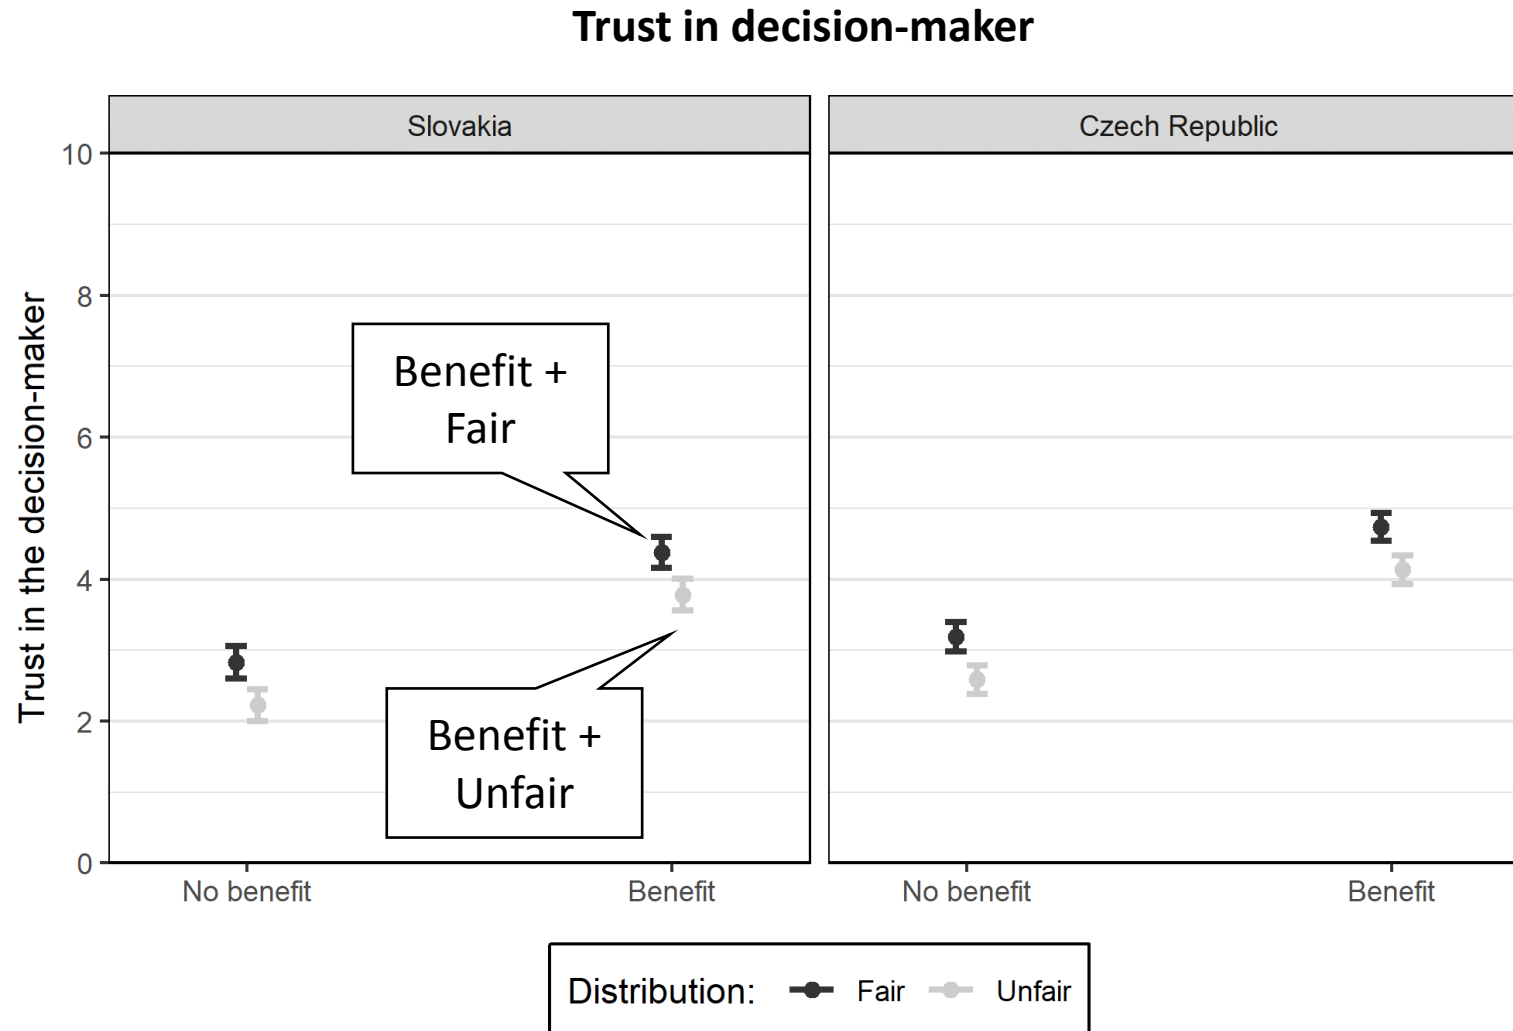 Trust in decision-maker
Slovakia
Czech Republic
Trust in the decision-maker
10
8
6
4
2
0
Benefit +
Fair
Benefit +
Unfair
No benefit
Benefit
No benefit
Benefit
Distribution: Fair Unfair